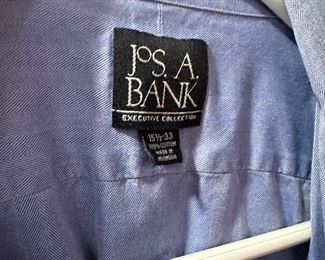 JoS. A.
BANK
EXECUTIVE COLLECTION
15½-33
100% COTTON
MADE IN